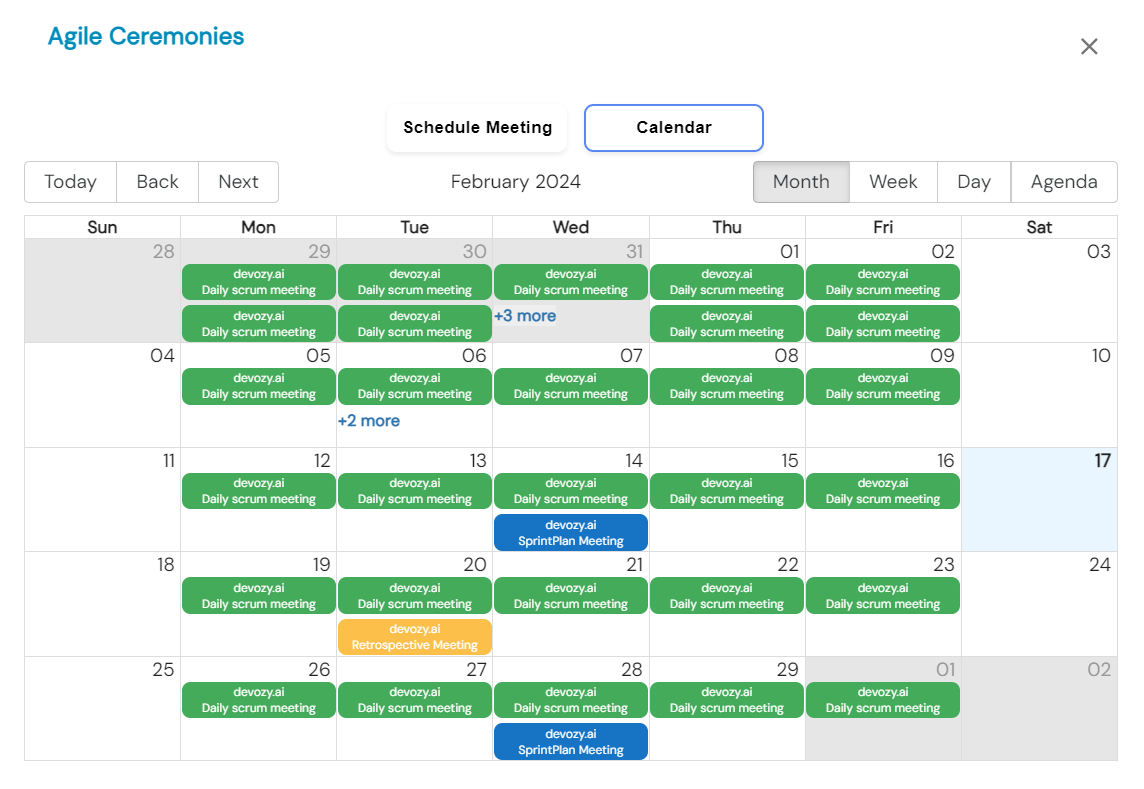 Agile Ceremonies
Schedule Meeting Calendar
Today Back Next February 2024 Month Week Day Agenda
Sun Mon Tue Wed Thu Fri Sat
28 29 30 31 01 02 03
devozy.ai devozy.ai devozy.ai devozy.ai devozy.ai
Daily scrum meeting Daily scrum meeting Daily scrum meeting Daily scrum meeting Daily scrum meeting
devozy.ai devozy.ai +3 more devozy.ai devozy.ai
Daily scrum meeting Daily scrum meeting Daily scrum meeting Daily scrum meeting
04 05 06 07 08 09 10
devozy.ai devozy.ai devozy.ai devozy.ai devozy.ai
Daily scrum meeting Daily scrum meeting Daily scrum meeting Daily scrum meeting Daily scrum meeting
+2 more
11 12 13 14 15 16 17
devozy.ai devozy.ai devozy.ai devozy.ai devozy.ai
Daily scrum meeting Daily scrum meeting Daily scrum meeting Daily scrum meeting Daily scrum meeting
devozy.ai
SprintPlan Meeting
18 19 20 21 22 23 24
devozy.ai devozy.ai devozy.ai devozy.ai devozy.ai
Daily scrum meeting Daily scrum meeting Daily scrum meeting Daily scrum meeting Daily scrum meeting
devozy.ai
Retrospective Meeting
25 26 27 28 29 01 02
devozy.ai devozy.ai devozy.ai devozy.ai devozy.ai
Daily scrum meeting Daily scrum meeting Daily scrum meeting Daily scrum meeting Daily scrum meeting
devozy.ai
SprintPlan Meeting